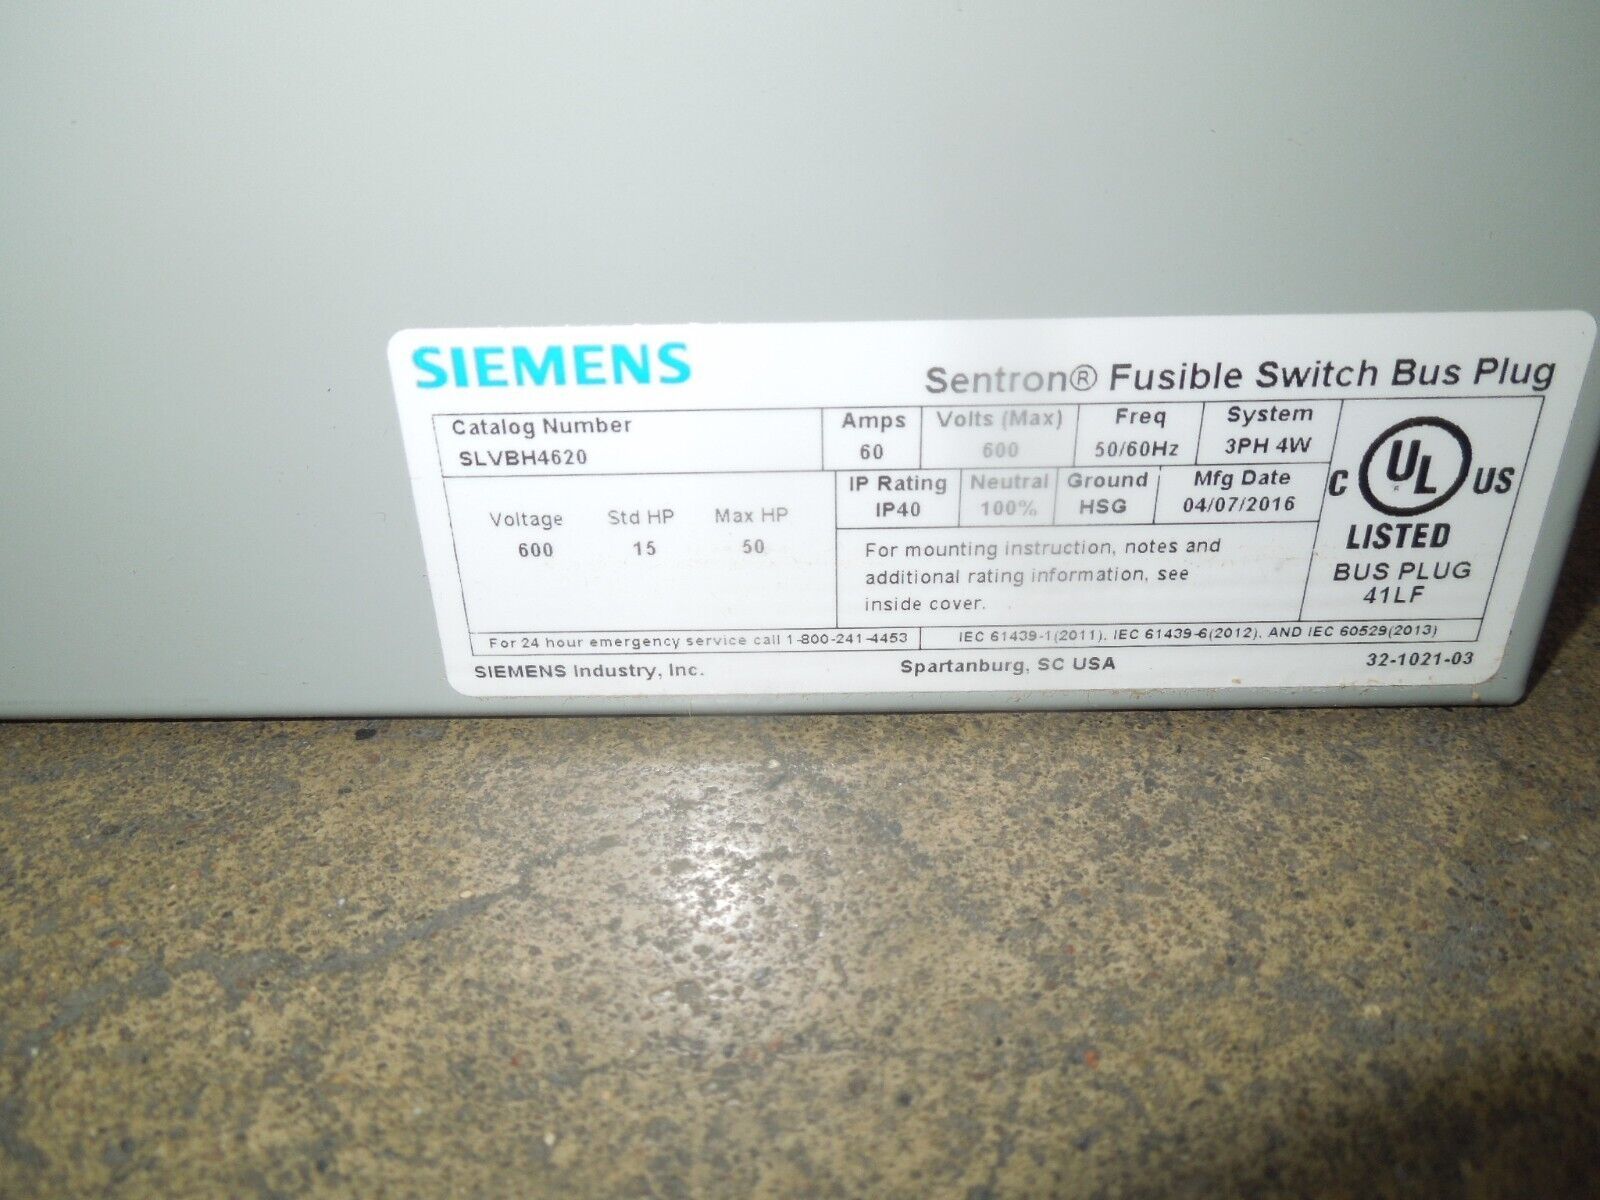 SIEMENS
Sentron® Fusible Switch Bus Plug
Catalog Number
SLVBH4620
Amps
60
Volts (Max)
600
Freq
50/60Hz
System
3PH 4W
Voltage Std HP Max HP
600 15 50
IP Rating
IP40
Neutral
100%
Ground
HSG
Mfg Date
04/07/2016
For mounting instruction, notes and
additional rating information, see
inside cover.
C UL US
LISTED
BUS PLUG
41LF
For 24 hour emergency service call 1-800-241-4453
IEC 61439-1(2011), IEC 61439-6(2012), AND IEC 60529(2013)
SIEMENS Industry, Inc.
Spartanburg, SC USA
32-1021-03